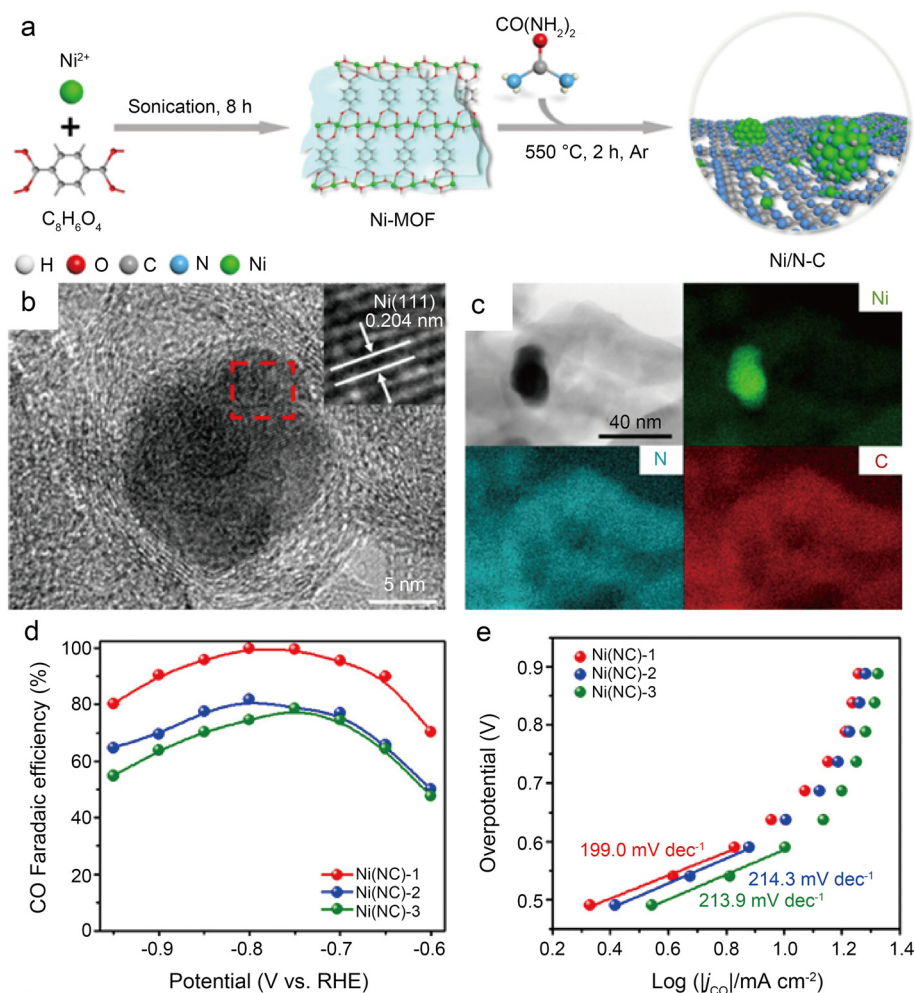 a
Ni²⁺
+
C₈H₆O₄
Sonication, 8 h
Ni-MOF
CO(NH₂)₂
550 °C, 2 h, Ar
Ni/N-C
H O C N Ni
b
Ni(111)
0.204 nm
5 nm
c
40 nm
Ni
N
C
d
CO Faradaic efficiency (%)
100
80
60
40
20
0
Ni(NC)-1
Ni(NC)-2
Ni(NC)-3
-0.9 -0.8 -0.7 -0.6
Potential (V vs. RHE)
e
Overpotential (V)
0.9
0.8
0.7
0.6
0.5
Ni(NC)-1
Ni(NC)-2
Ni(NC)-3
199.0 mV dec⁻¹
214.3 mV dec⁻¹
213.9 mV dec⁻¹
0.2 0.4 0.6 0.8 1.0 1.2 1.4
Log (|j_CO|/mA cm⁻²)